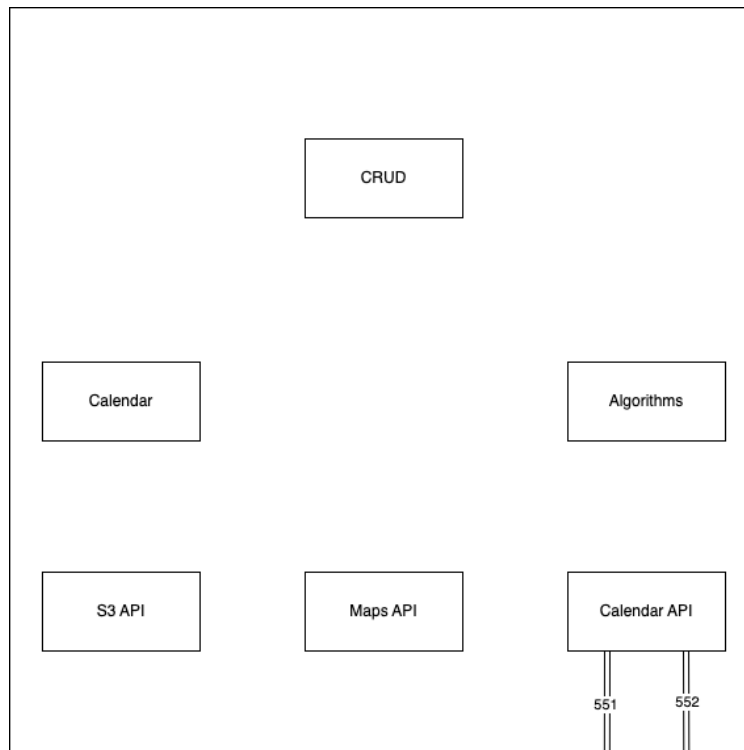 CRUD
Calendar
Algorithms
S3 API
Maps API
Calendar API
551
552